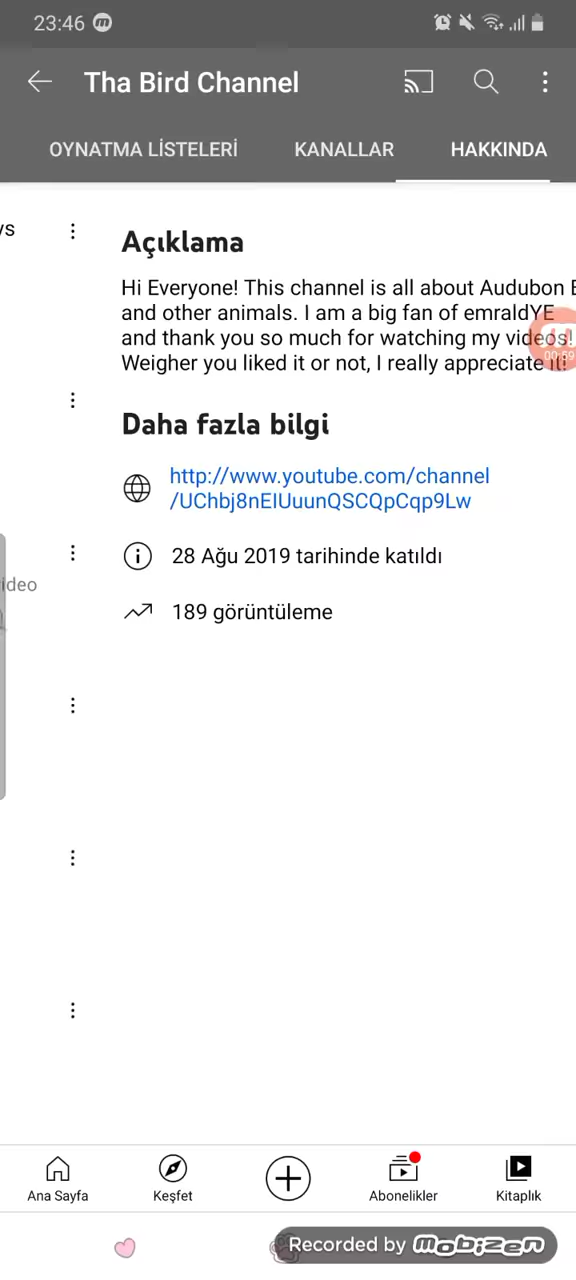 23:46
Tha Bird Channel
OYNATMA LİSTELERİ KANALLAR HAKKINDA
Açıklama
Hi Everyone! This channel is all about Audubon
and other animals. I am a big fan of emraldYE
and thank you so much for watching my videos!
Weigher you liked it or not, I really appreciate it!
00:59
Daha fazla bilgi
http://www.youtube.com/channel
/UChbj8nEIUuunQSCQpCqp9Lw
28 Ağu 2019 tarihinde katıldı
189 görüntüleme
Ana Sayfa Keşfet Abonelikler Kitaplık
Recorded by mobizen